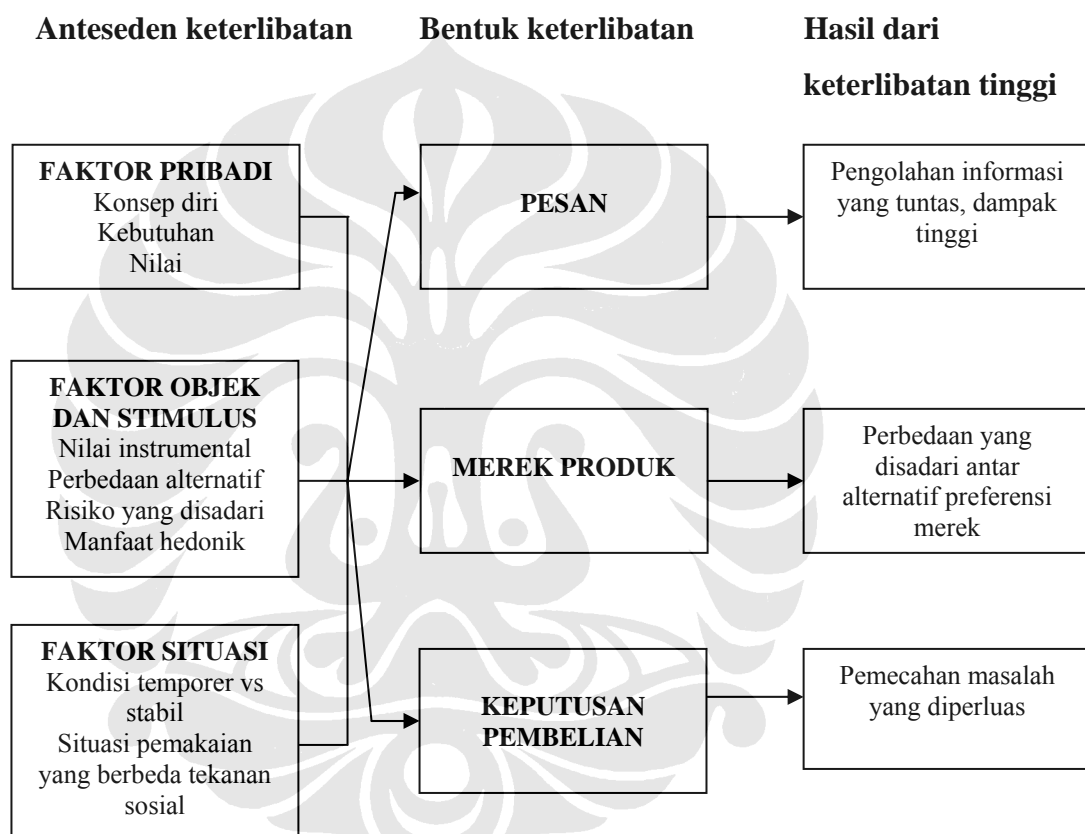 Anteseden keterlibatan
Bentuk keterlibatan
Hasil dari
keterlibatan tinggi
FAKTOR PRIBADI
Konsep diri
Kebutuhan
Nilai
PESAN
Pengolahan informasi
yang tuntas, dampak
tinggi
FAKTOR OBJEK
DAN STIMULUS
Nilai instrumental
Perbedaan alternatif
Risiko yang disadari
Manfaat hedonik
MEREK PRODUK
Perbedaan yang
disadari antar
alternatif preferensi
merek
FAKTOR SITUASI
Kondisi temporer vs
stabil
Situasi pemakaian
yang berbeda tekanan
sosial
KEPUTUSAN
PEMBELIAN
Pemecahan masalah
yang diperluas